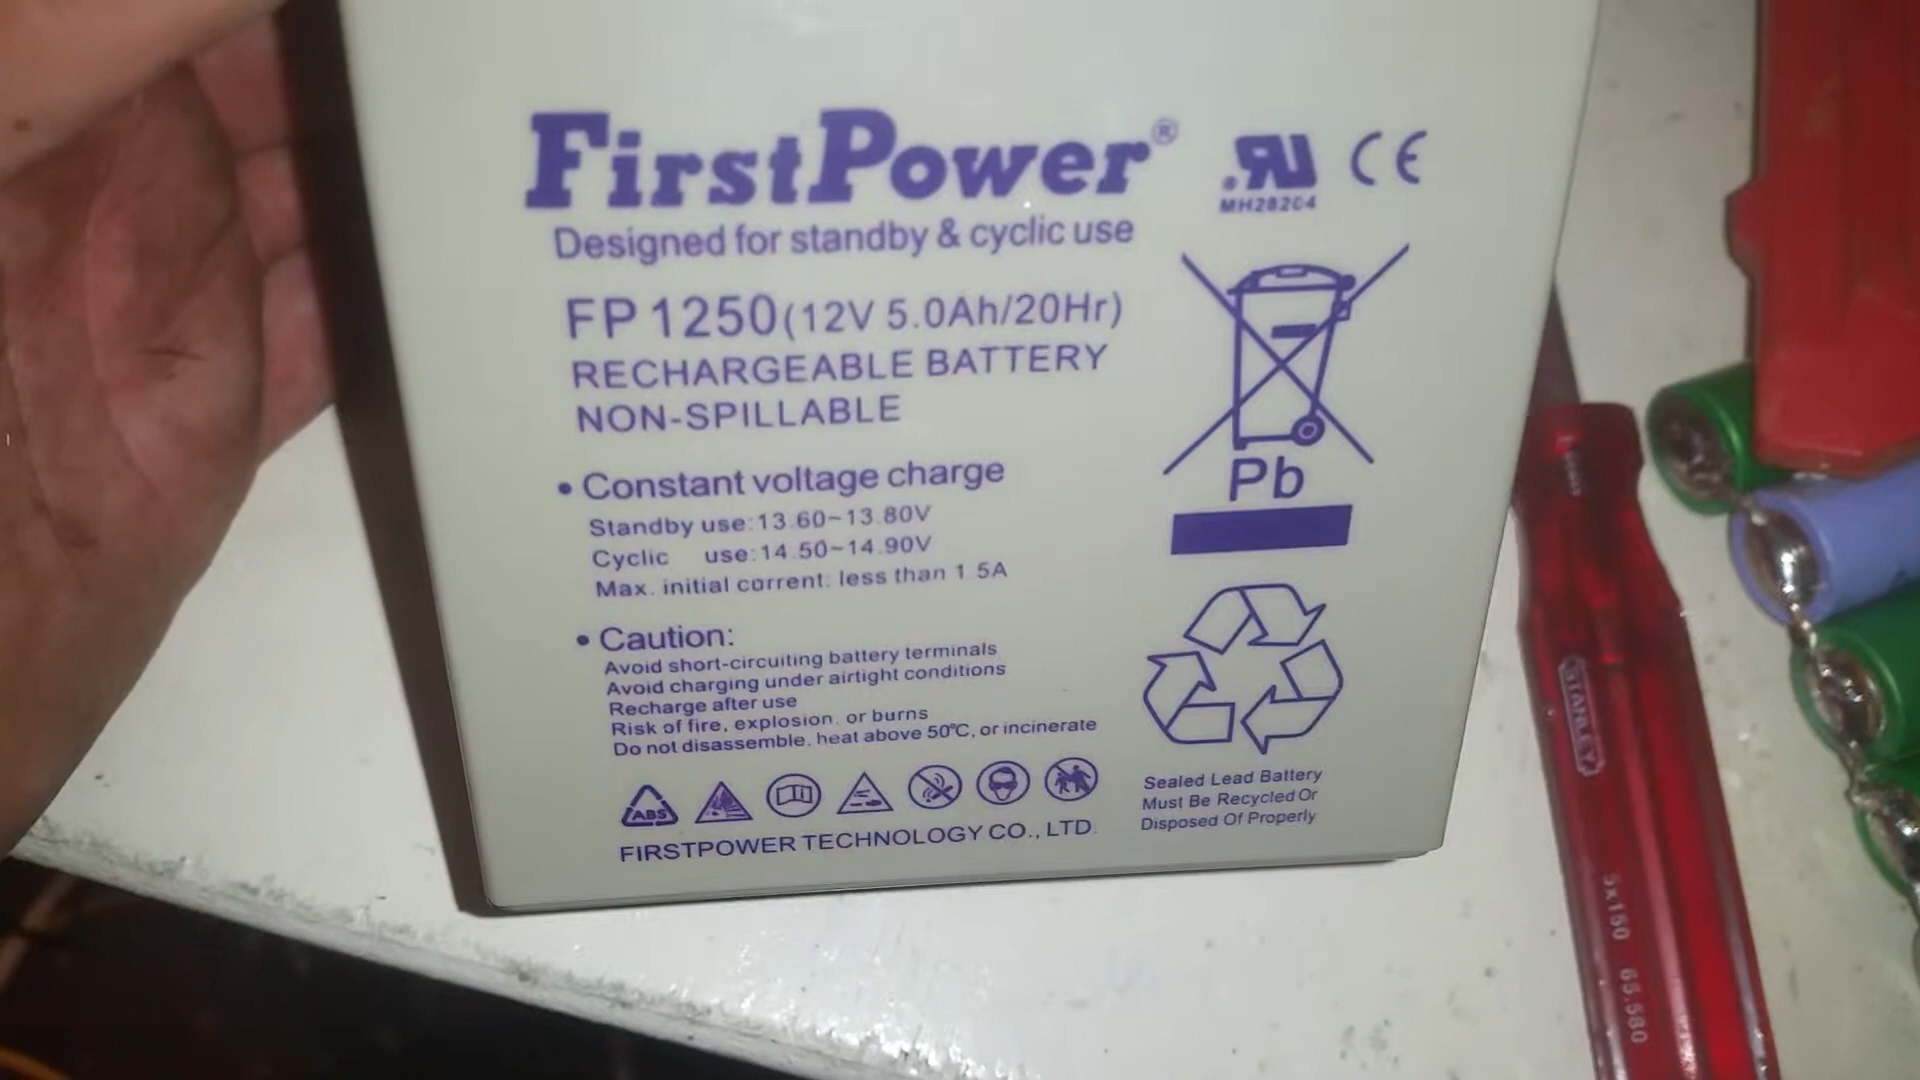 FirstPower®
Designed for standby & cyclic use
FP 1250 (12V 5.0Ah/20Hr)
RECHARGEABLE BATTERY
NON-SPILLABLE
• Constant voltage charge
Standby use: 13.60~13.80V
Cyclic use: 14.50~14.90V
Max. initial current: less than 1.5A
• Caution:
Avoid short-circuiting battery terminals
Avoid charging under airtight conditions
Recharge after use
Risk of fire, explosion, or burns
Do not disassemble, heat above 50°C, or incinerate
ABS
FIRSTPOWER TECHNOLOGY CO., LTD.
MH28204
CE
Pb
Sealed Lead Battery
Must Be Recycled Or
Disposed Of Properly
STANLEY
5x150 65.580